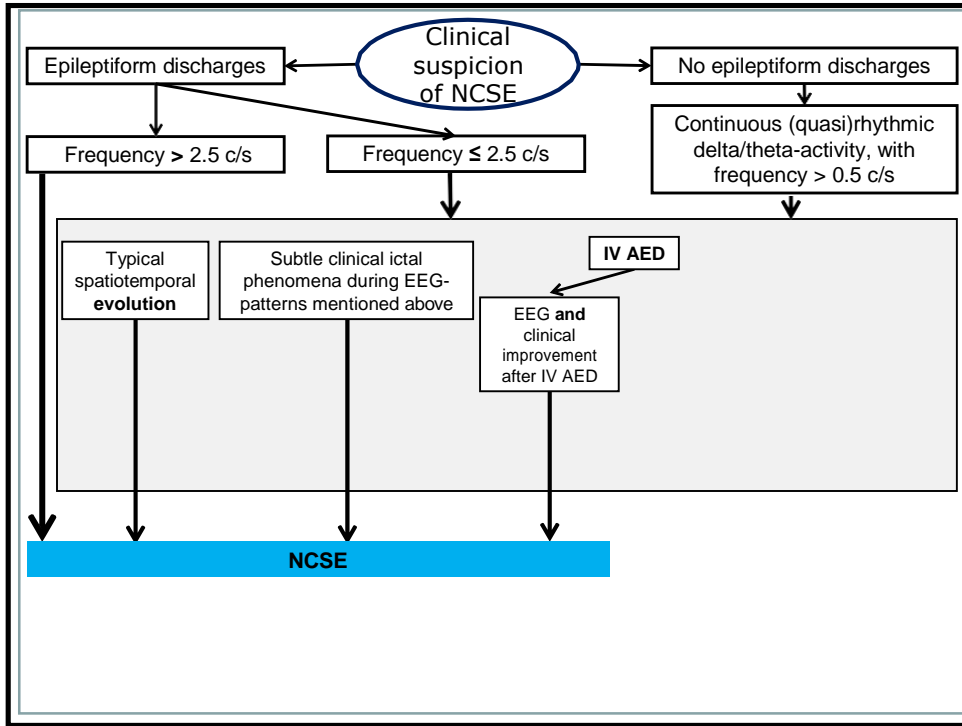 Clinical
suspicion
of NCSE
Epileptiform discharges
No epileptiform discharges
Frequency > 2.5 c/s
Frequency ≤ 2.5 c/s
Continuous (quasi)rhythmic
delta/theta-activity, with
frequency > 0.5 c/s
Typical
spatiotemporal
evolution
Subtle clinical ictal
phenomena during EEG-
patterns mentioned above
IV AED
EEG and
clinical
improvement
after IV AED
NCSE